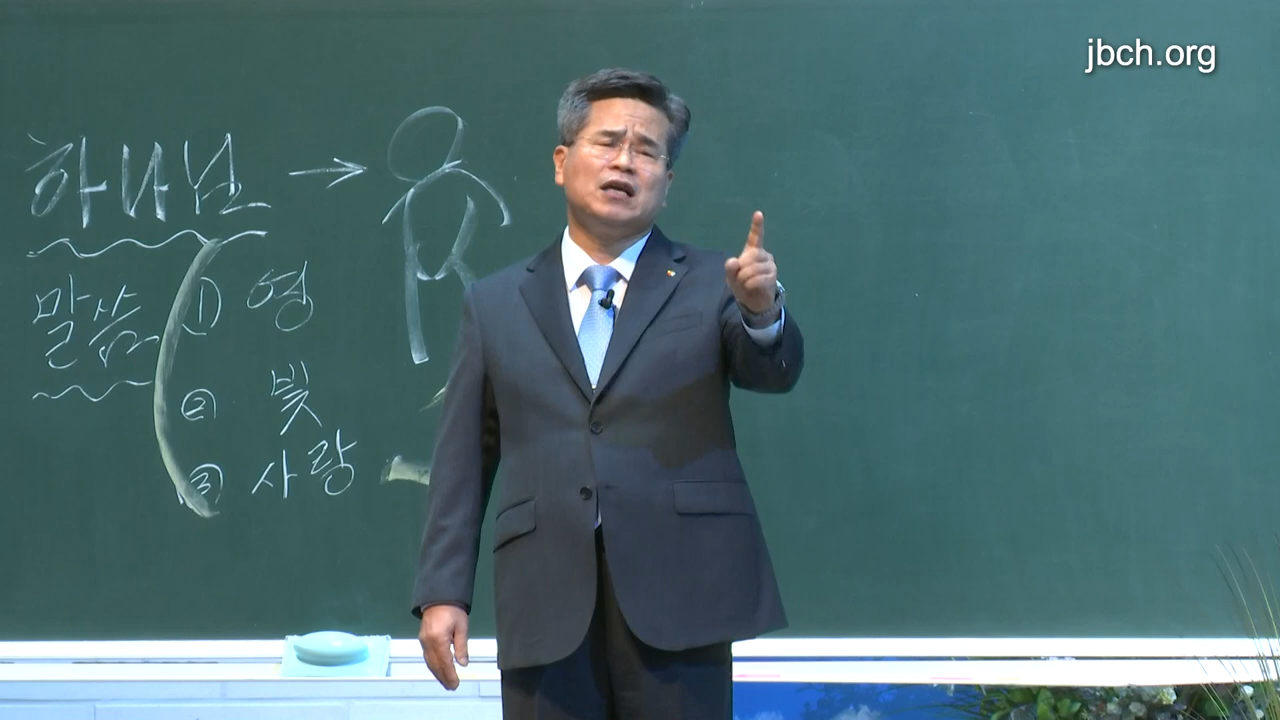 jbch.org
하나님 →
말씀 ① 영
② 빛
③ 사랑